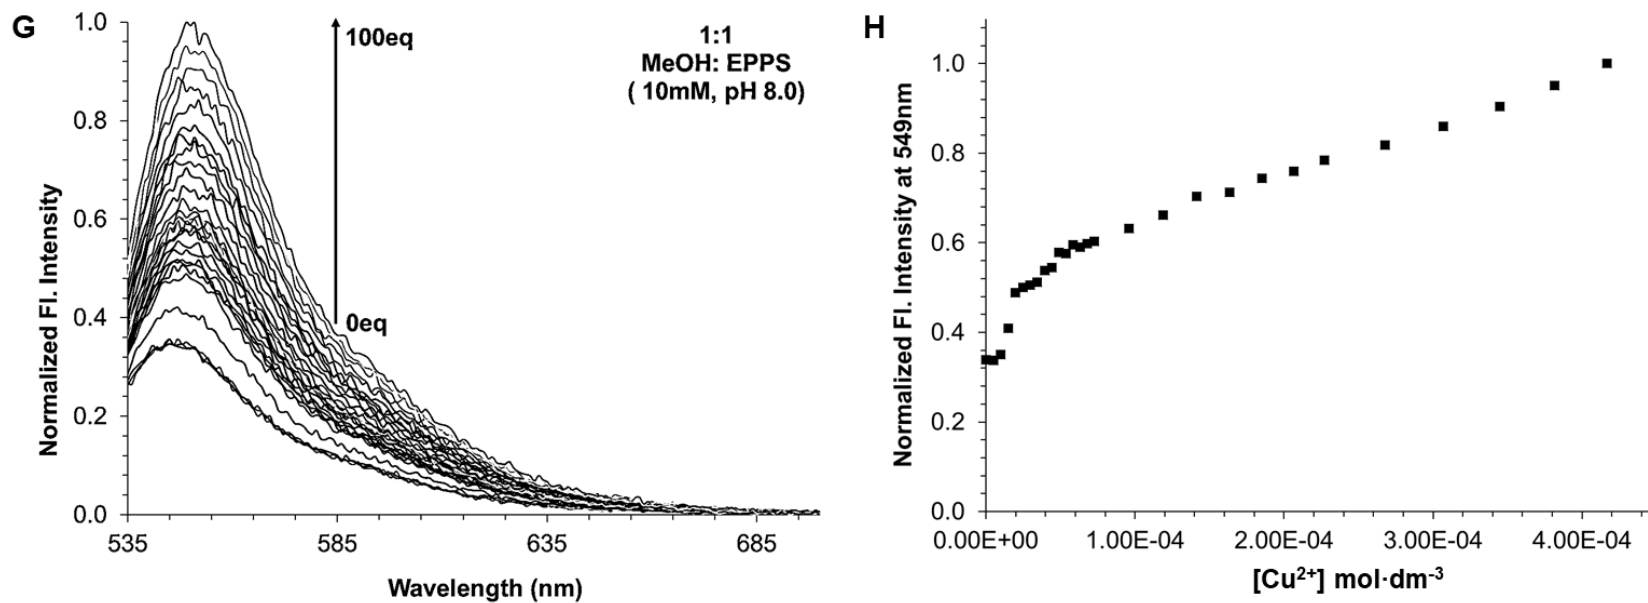 G
1.0
0.8
0.6
0.4
0.2
0.0
Normalized Fl. Intensity
100eq
0eq
1:1
MeOH: EPPS
( 10mM, pH 8.0)
535
585
635
685
Wavelength (nm)
H
1.0
0.8
0.6
0.4
0.2
0.0
Normalized Fl. Intensity at 549nm
0.00E+00
1.00E-04
2.00E-04
3.00E-04
4.00E-04
[Cu²⁺] mol·dm⁻³